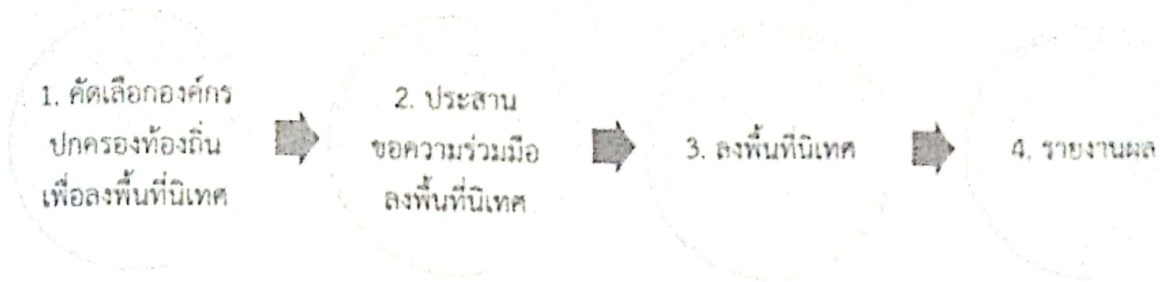 1. คัดเลือกองค์กร
ปกครองท้องถิ่น
เพื่อลงพื้นที่นิเทศ
2. ประสาน
ขอความร่วมมือ
ลงพื้นที่นิเทศ
3. ลงพื้นที่นิเทศ
4. รายงานผล